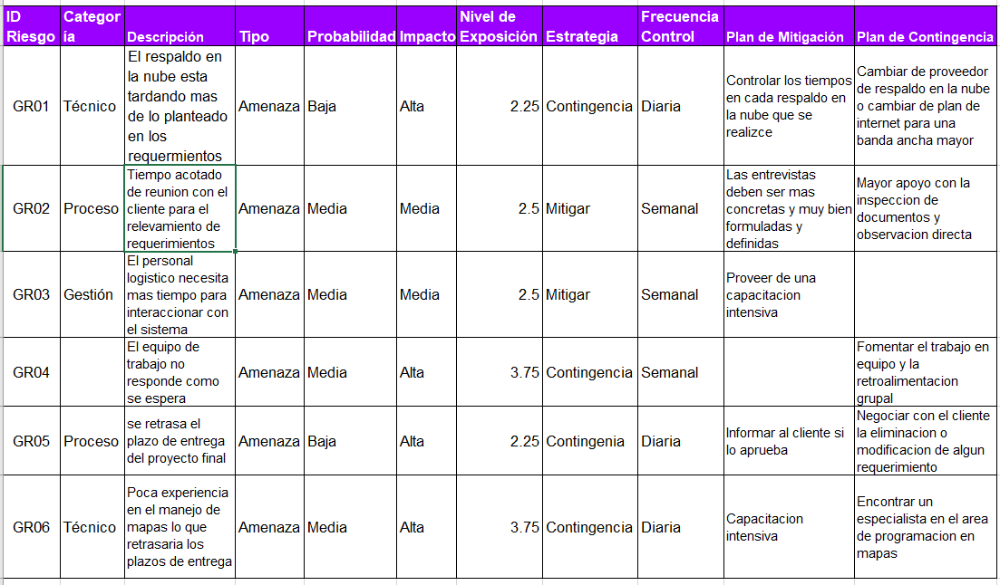 ID Riesgo
Categor ía
Descripción
Tipo
Probabilidad
Impacto
Nivel de Exposición
Estrategia
Frecuencia Control
Plan de Mitigación
Plan de Contingencia
GR01
Técnico
El respaldo en
la nube esta
tardando mas
de lo planteado
en los
requermientos
Amenaza
Baja
Alta
2.25
Contingencia
Diaria
Controlar los tiempos
en cada respaldo en
la nube que se
realizce
Cambiar de proveedor
de respaldo en la nube
o cambiar de plan de
internet para una
banda ancha mayor
GR02
Proceso
Tiempo acotado
de reunion con el
cliente para el
relevamiento de
requerimientos
Amenaza
Media
Media
2.5
Mitigar
Semanal
Las entrevistas
deben ser mas
concretas y muy bien
formuladas y
definidas
Mayor apoyo con la
inspeccion de
documentos y
observacion directa
GR03
Gestión
El personal
logistico necesita
mas tiempo para
interaccionar con
el sistema
Amenaza
Media
Media
2.5
Mitigar
Semanal
Proveer de una
capacitacion
intensiva
GR04
El equipo de
trabajo no
responde como
se espera
Amenaza
Media
Alta
3.75
Contingencia
Semanal
Fomentar el trabajo en
equipo y la
retroalimentacion
grupal
GR05
Proceso
se retrasa el
plazo de entrega
del proyecto final
Amenaza
Baja
Alta
2.25
Contingenia
Diaria
Informar al cliente si
lo aprueba
Negociar con el cliente
la eliminacion o
modificacion de algun
requerimiento
GR06
Técnico
Poca experiencia
en el manejo de
mapas lo que
retrasaria los
plazos de entrega
Amenaza
Media
Alta
3.75
Contingencia
Diaria
Capacitacion
intensiva
Encontrar un
especialista en el area
de programacion en
mapas